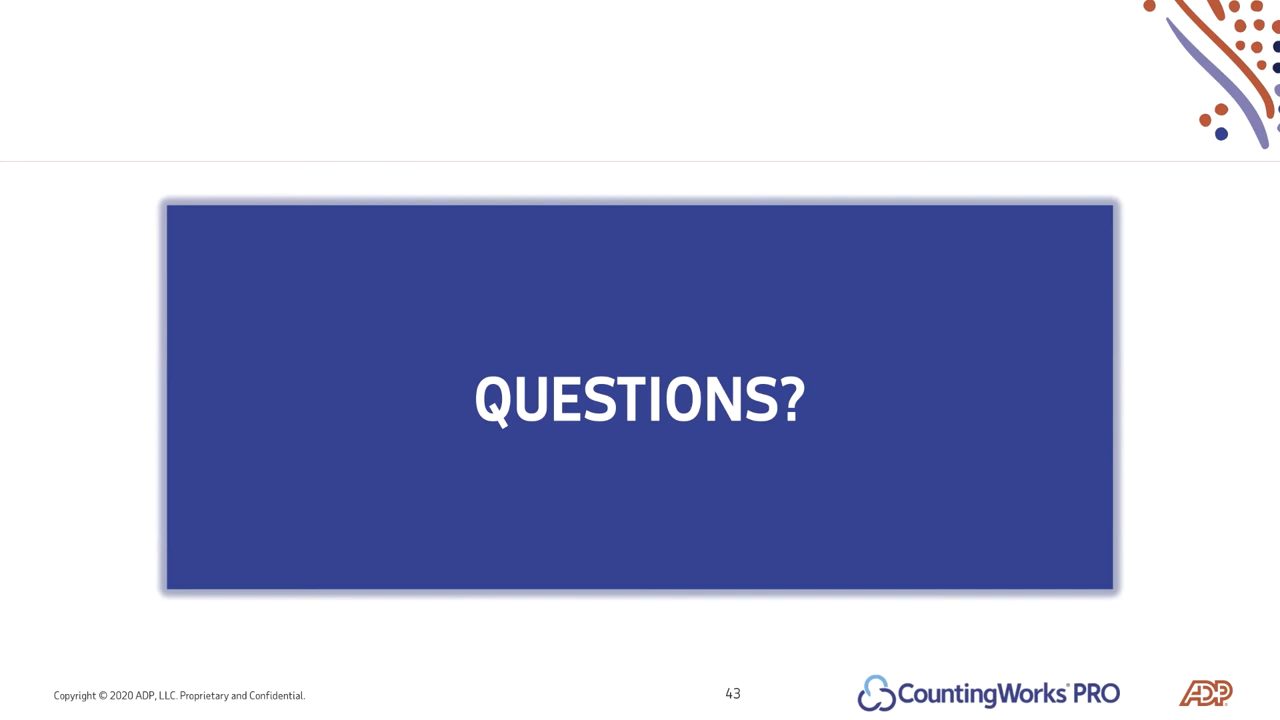 QUESTIONS?
Copyright © 2020 ADP, LLC. Proprietary and Confidential.
43
CountingWorks® PRO
ADP